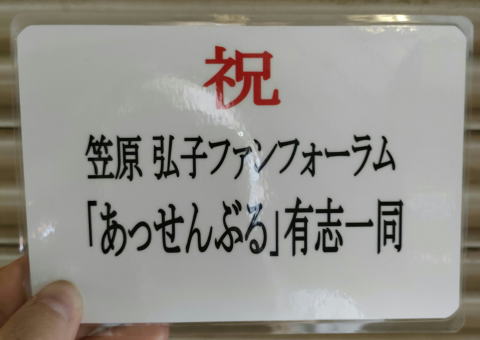 祝
笠原 弘子ファンフォーラム
「あっせんぶる」有志一同